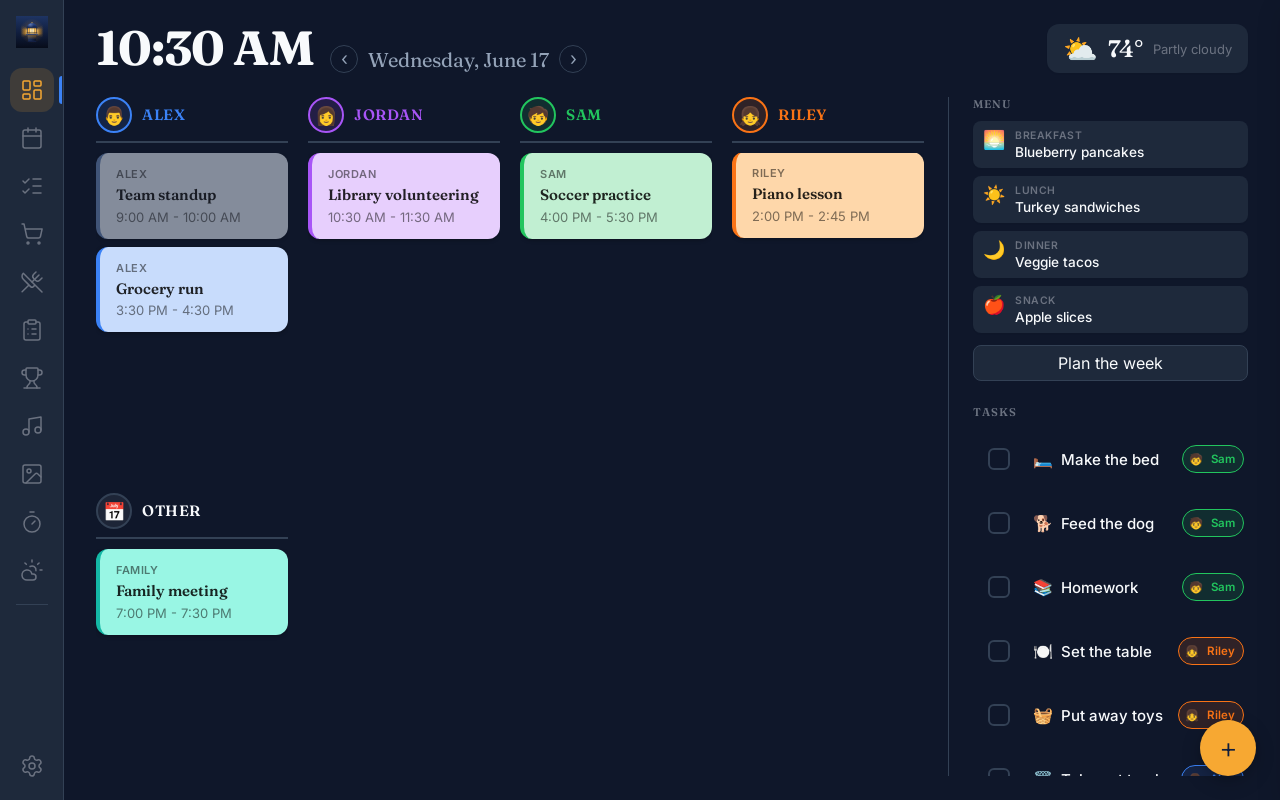 10:30 AM
Wednesday, June 17
74° Partly cloudy
ALEX
JORDAN
SAM
RILEY
ALEX
Team standup
9:00 AM - 10:00 AM
JORDAN
Library volunteering
10:30 AM - 11:30 AM
SAM
Soccer practice
4:00 PM - 5:30 PM
RILEY
Piano lesson
2:00 PM - 2:45 PM
ALEX
Grocery run
3:30 PM - 4:30 PM
OTHER
FAMILY
Family meeting
7:00 PM - 7:30 PM
MENU
BREAKFAST
Blueberry pancakes
LUNCH
Turkey sandwiches
DINNER
Veggie tacos
SNACK
Apple slices
Plan the week
TASKS
Make the bed Sam
Feed the dog Sam
Homework Sam
Set the table Riley
Put away toys Riley
+